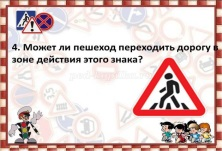 4. Может ли пешеход переходить дорогу в
зоне действия этого знака?